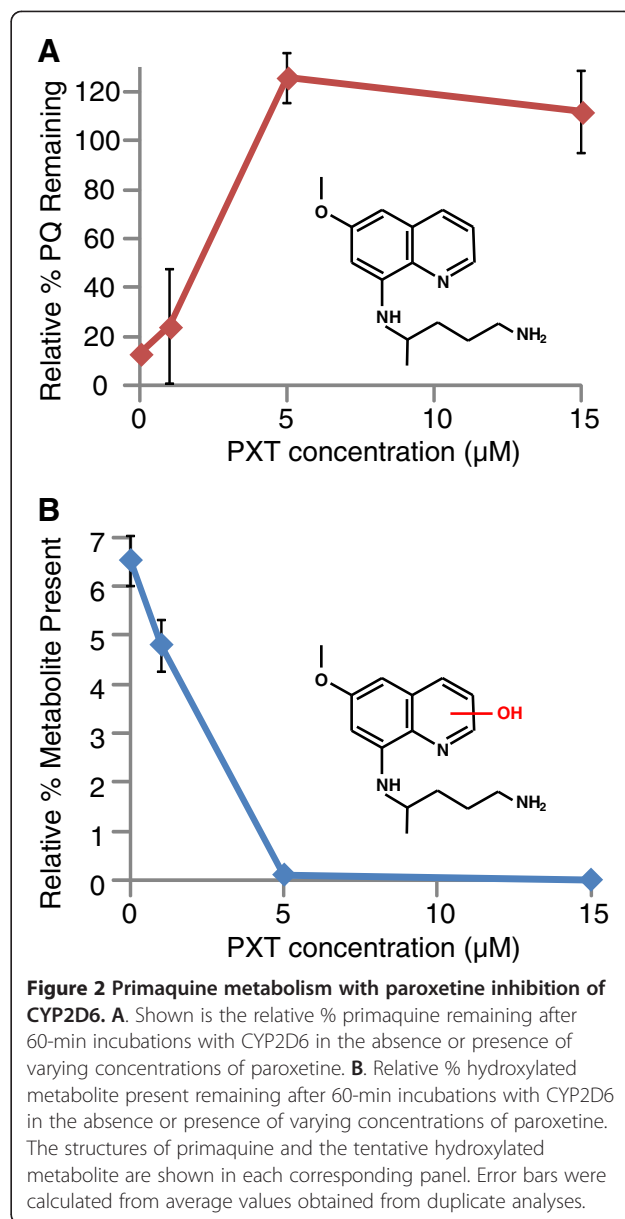 A
Relative % PQ Remaining
120
100
80
60
40
20
0
O
N
NH
NH2
0
5
10
15
PXT concentration (µM)
B
Relative % Metabolite Present
7
6
5
4
3
2
1
0
O
OH
N
NH
NH2
0
5
10
15
PXT concentration (µM)
Figure 2 Primaquine metabolism with paroxetine inhibition of
CYP2D6. A. Shown is the relative % primaquine remaining after
60-min incubations with CYP2D6 in the absence or presence of
varying concentrations of paroxetine. B. Relative % hydroxylated
metabolite present remaining after 60-min incubations with CYP2D6
in the absence or presence of varying concentrations of paroxetine.
The structures of primaquine and the tentative hydroxylated
metabolite are shown in each corresponding panel. Error bars were
calculated from average values obtained from duplicate analyses.